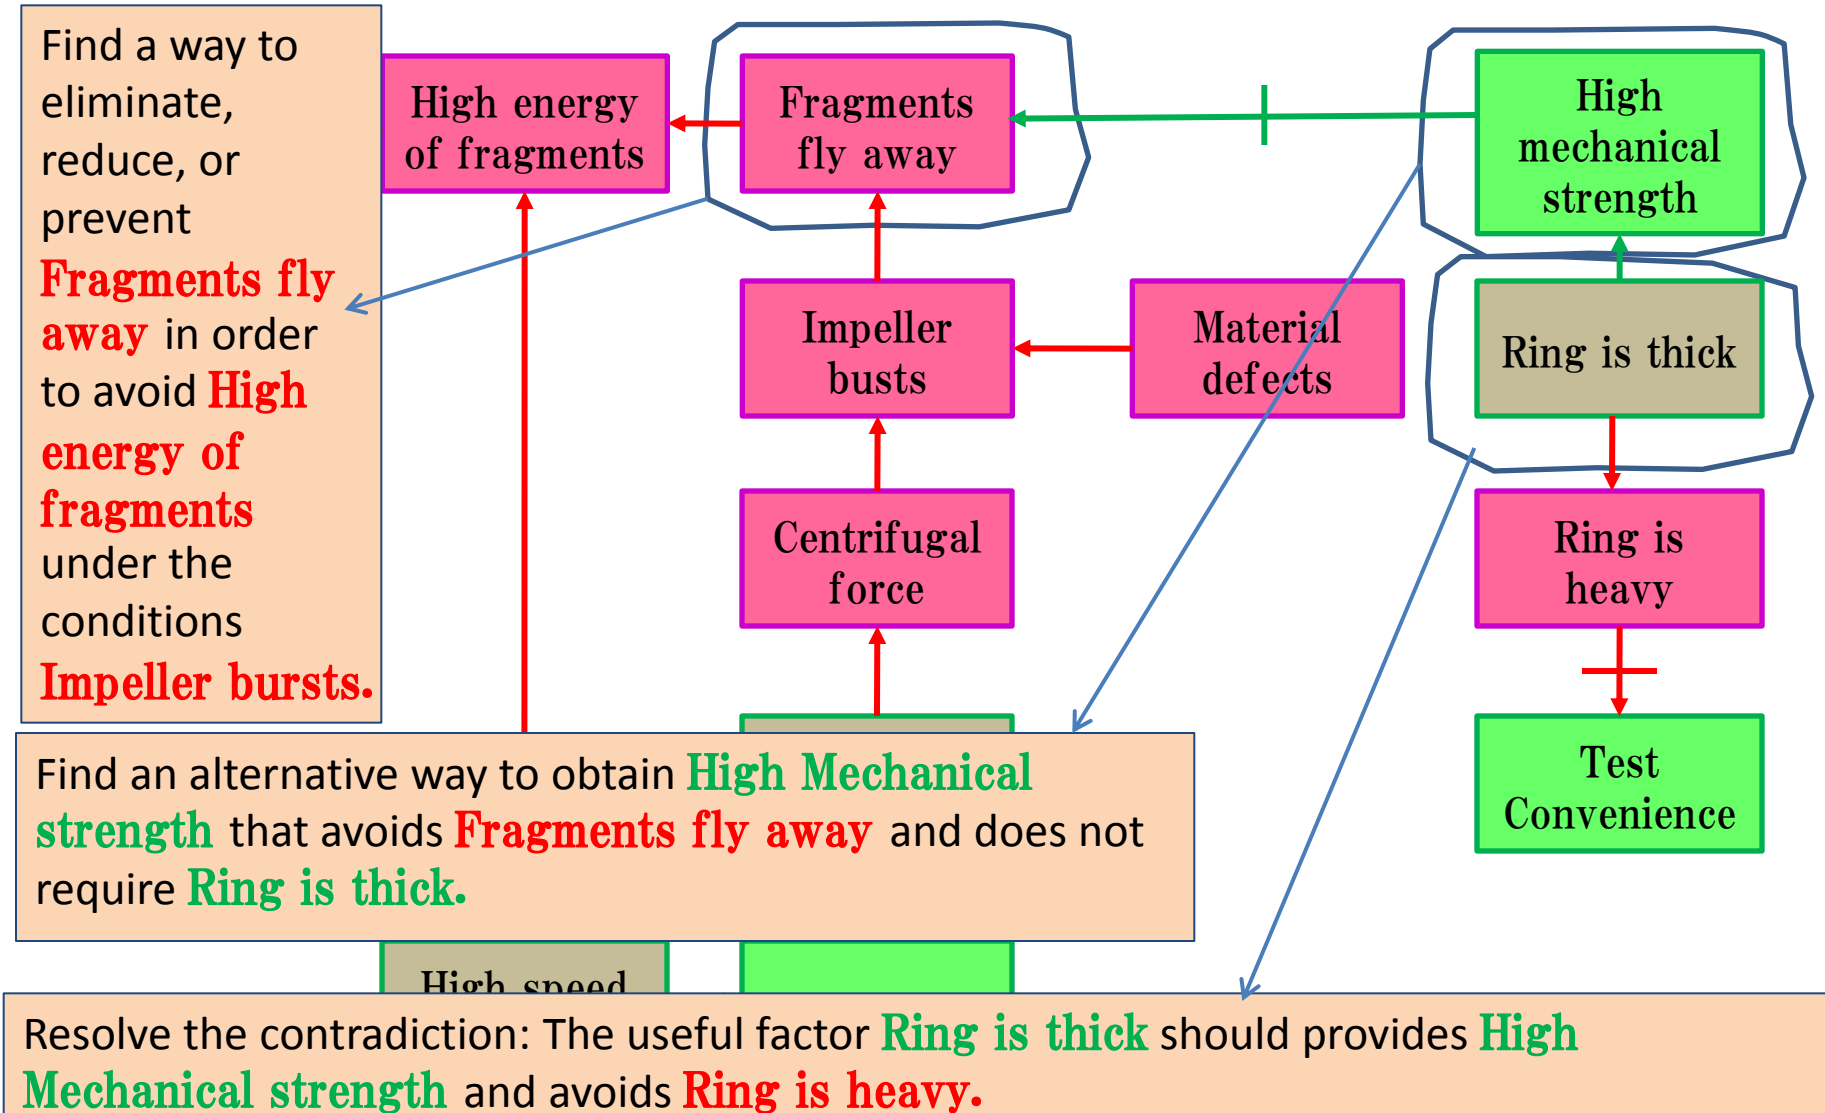 Find a way to
eliminate,
reduce, or
prevent
Fragments fly
away in order
to avoid High
energy of
fragments
under the
conditions
Impeller bursts.
High energy
of fragments
Fragments
fly away
High
mechanical
strength
Impeller
busts
Material
defects
Ring is thick
Centrifugal
force
Ring is
heavy
Test
Convenience
Find an alternative way to obtain High Mechanical
strength that avoids Fragments fly away and does not
require Ring is thick.
High speed
Resolve the contradiction: The useful factor Ring is thick should provides High
Mechanical strength and avoids Ring is heavy.